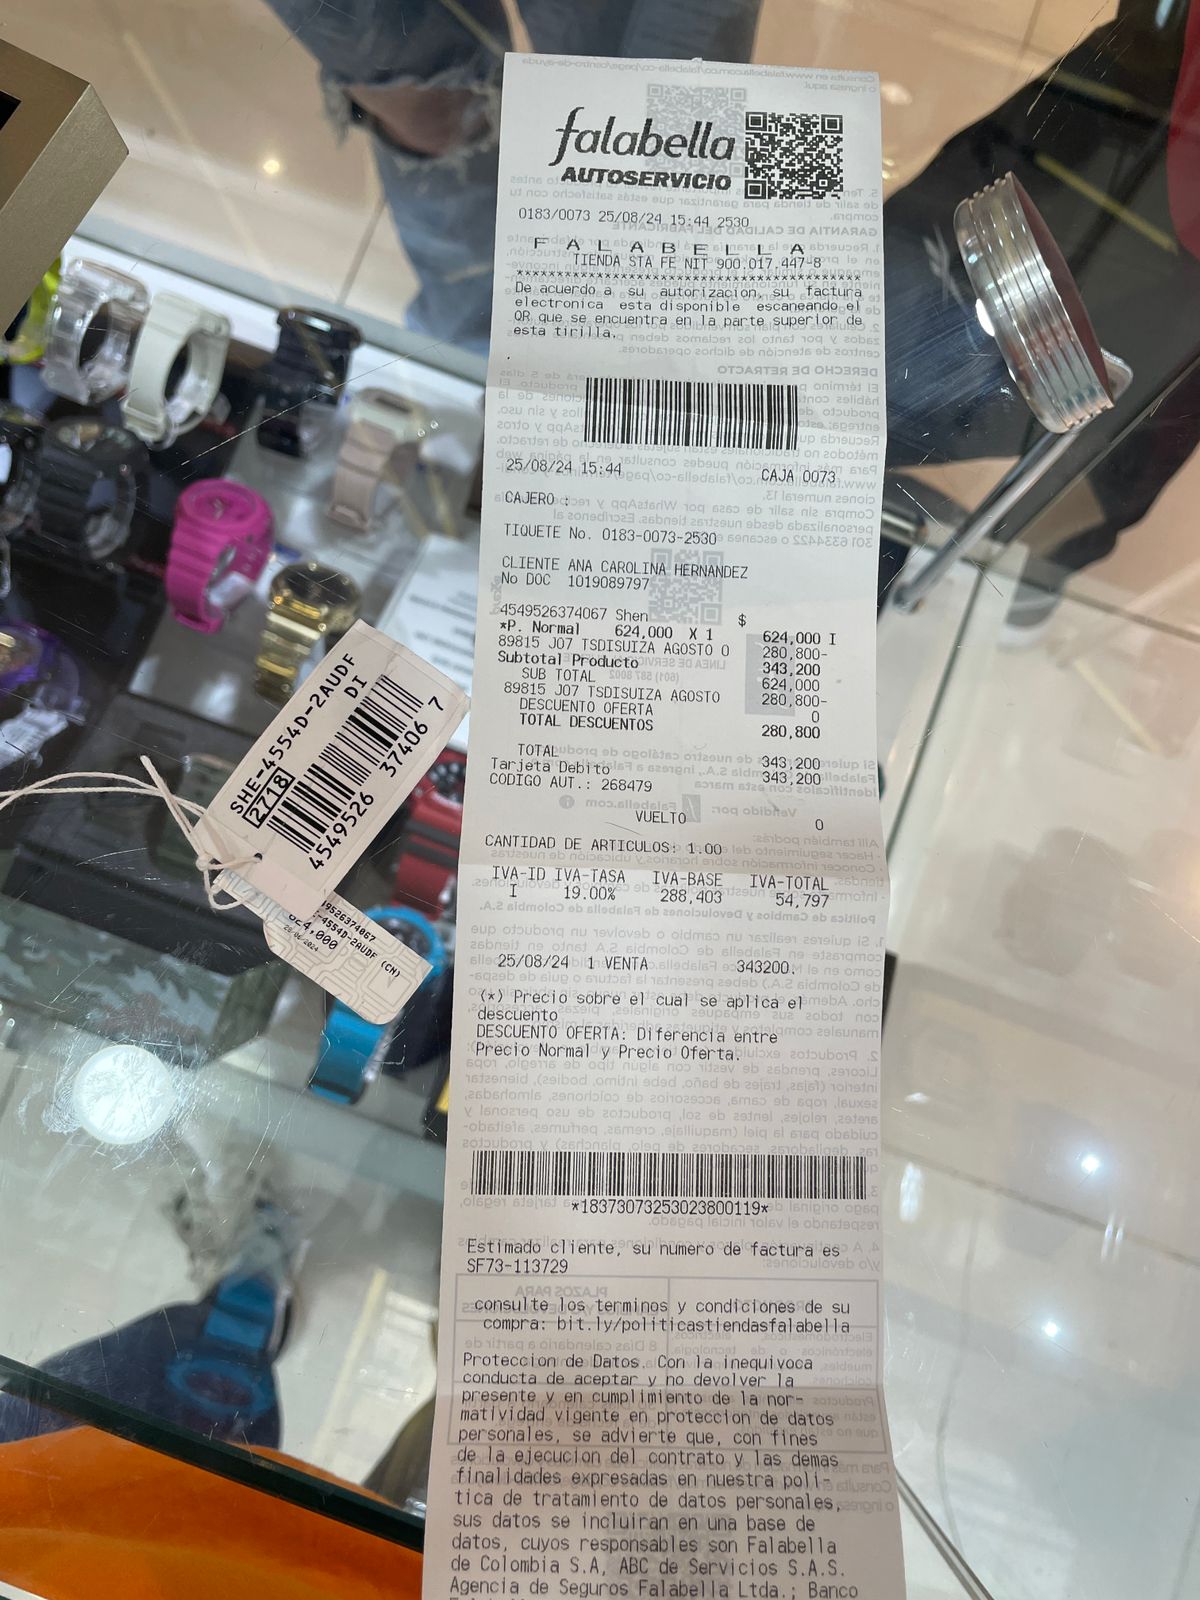 falabella
AUTOSERVICIO
0183/0073 25/08/24 15:44 2530
F A L A B E L L A
TIENDA STA FE NIT 900.017.447-8
**********************************************
De acuerdo a su autorizacion, su factura
electronica esta disponible escaneando el
QR que se encuentra en la parte superior de
esta tirilla.
25/08/24 15:44 CAJA 0073
CAJERO :
TIQUETE No. 0183-0073-2530
CLIENTE ANA CAROLINA HERNANDEZ
No DOC 1019089797
4549526374067 Shen $
*P. Normal 624,000 X 1 624,000 I
89815 J07 TSDISUIZA AGOSTO O 280,800-
Subtotal Producto 343,200
SUB TOTAL 624,000
89815 J07 TSDISUIZA AGOSTO 280,800-
DESCUENTO OFERTA 0
TOTAL DESCUENTOS 280,800
TOTAL 343,200
Tarjeta Debito 343,200
CODIGO AUT.: 268479
VUELTO 0
CANTIDAD DE ARTICULOS: 1.00
IVA-ID IVA-TASA IVA-BASE IVA-TOTAL
I 19.00% 288,403 54,797
25/08/24 1 VENTA 343200.
(*) Precio sobre el cual se aplica el
descuento
DESCUENTO OFERTA: Diferencia entre
Precio Normal y Precio Oferta.
*18373073253023800119*
Estimado cliente, su numero de factura es
SF73-113729
consulte los terminos y condiciones de su
compra: bit.ly/politicastiendasfalabella
Proteccion de Datos. Con la inequivoca
conducta de aceptar y no devolver la
presente y en cumplimiento de la nor-
matividad vigente en proteccion de datos
personales, se advierte que, con fines
de la ejecucion del contrato y las demas
finalidades expresadas en nuestra poli-
tica de tratamiento de datos personales,
sus datos se incluiran en una base de
datos, cuyos responsables son Falabella
de Colombia S.A, ABC de Servicios S.A.S.
Agencia de Seguros Falabella Ltda.; Banco
SHE-4554D-2AUDF
DI
2718
4549526 37406 7
-4554D-2AUDF (CN)
624,000